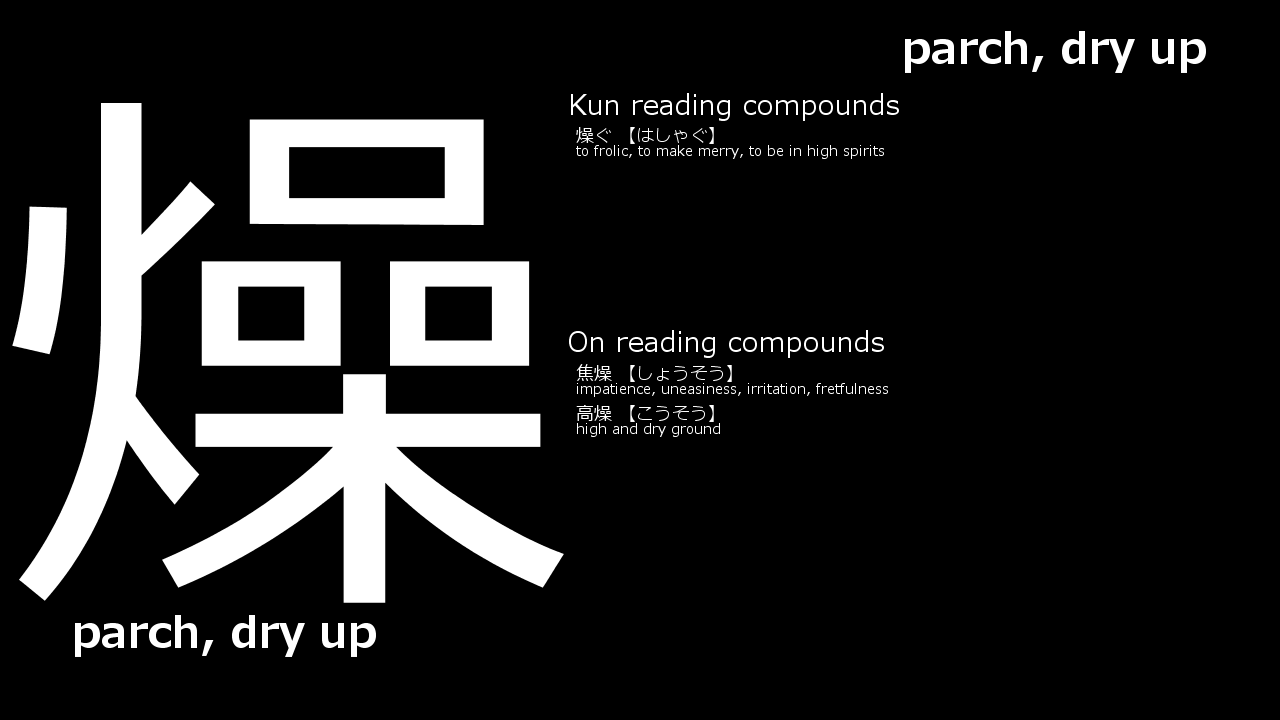 parch, dry up
燥
Kun reading compounds
燥ぐ 【はしゃぐ】
to frolic, to make merry, to be in high spirits
On reading compounds
焦燥 【しょうそう】
impatience, uneasiness, irritation, fretfulness
高燥 【こうそう】
high and dry ground
parch, dry up